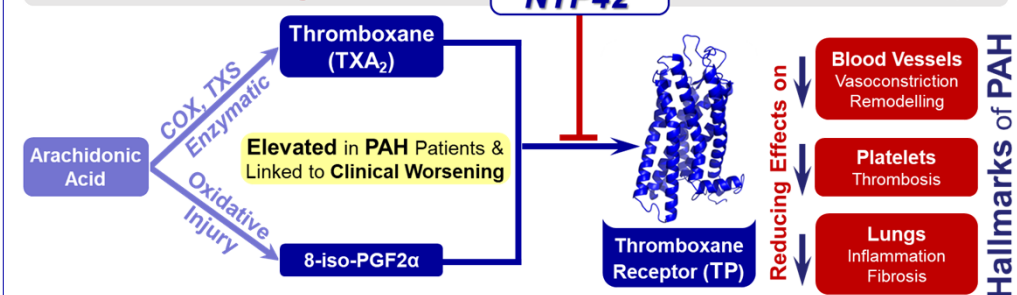 NTP42
Thromboxane
(TXA₂)
COX, TXS
Enzymatic
Arachidonic
Acid
Elevated in PAH Patients &
Linked to Clinical Worsening
Oxidative
Injury
8-iso-PGF2α
Thromboxane
Receptor (TP)
Reducing Effects on
Blood Vessels
Vasoconstriction
Remodelling
Platelets
Thrombosis
Lungs
Inflammation
Fibrosis
Hallmarks of PAH